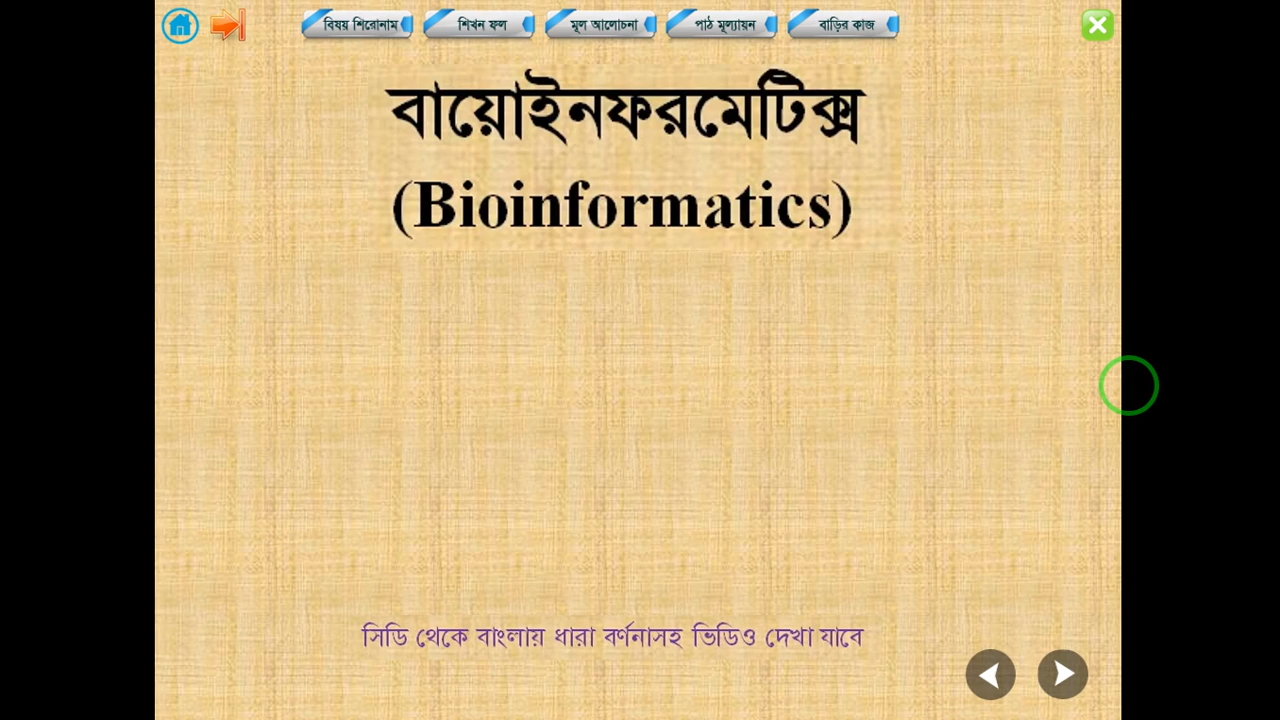 বিষয় শিরোনাম
শিখন ফল
মূল আলোচনা
পাঠ মূল্যায়ন
বাড়ির কাজ
বায়োইনফরমেটিক্স
(Bioinformatics)
সিডি থেকে বাংলায় ধারা বর্ণনাসহ ভিডিও দেখা যাবে